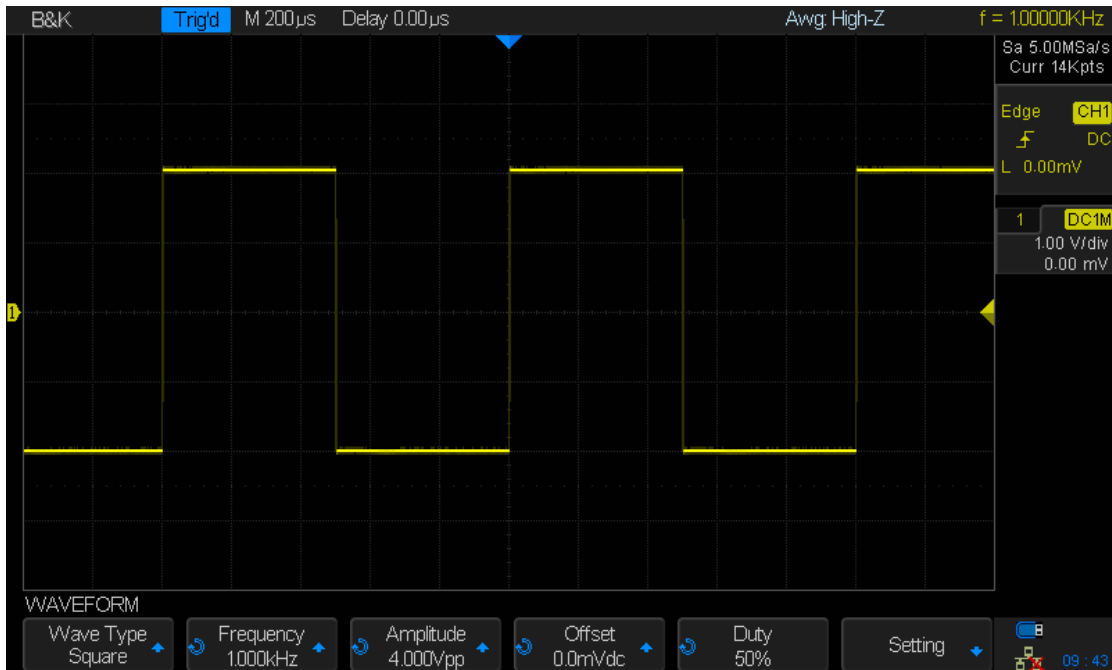 B&K Trig'd M 200μs Delay 0.00μs Awg: High-Z f = 1.00000KHz
Sa 5.00MSa/s
Curr 14Kpts
Edge CH1
DC
L 0.00mV
1 DC1M
1.00 V/div
0.00 mV
1
WAVEFORM
Wave Type
Square
Frequency
1.000kHz
Amplitude
4.000Vpp
Offset
0.0mVdc
Duty
50%
Setting
09:43